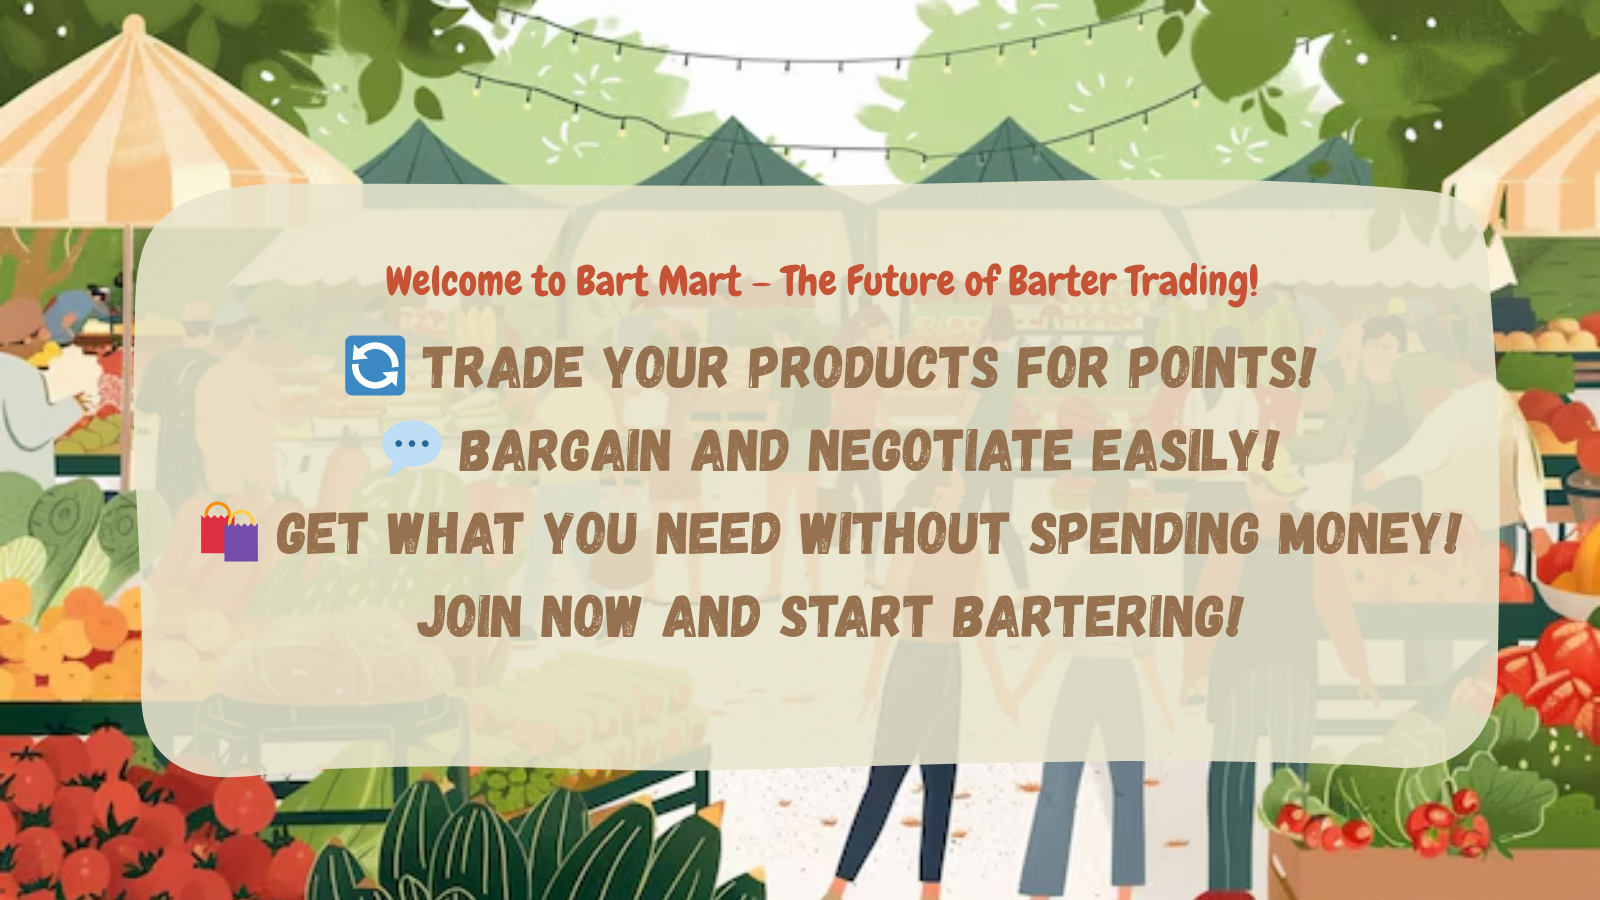 Welcome to Bart Mart – The Future of Barter Trading!
🔄 TRADE YOUR PRODUCTS FOR POINTS!
💬 BARGAIN AND NEGOTIATE EASILY!
🛍️ GET WHAT YOU NEED WITHOUT SPENDING MONEY!
JOIN NOW AND START BARTERING!